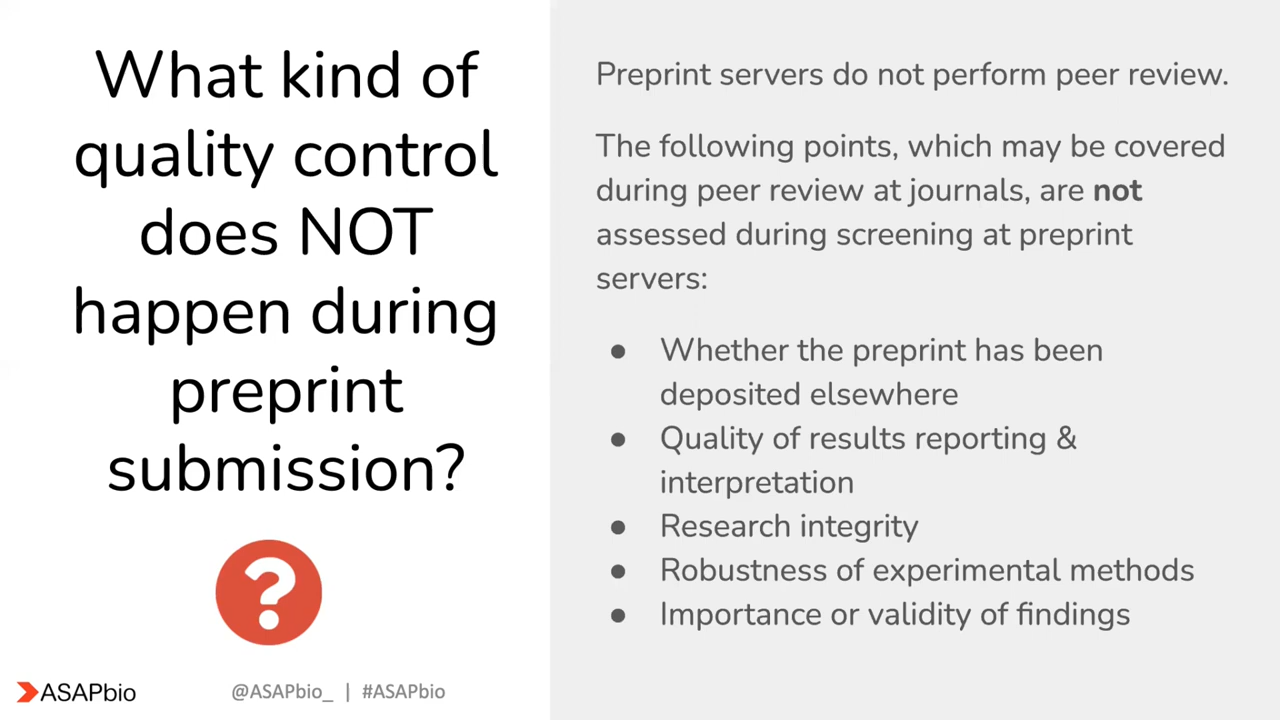 What kind of
quality control
does NOT
happen during
preprint
submission?
?
ASAPbio
@ASAPbio_ | #ASAPbio
Preprint servers do not perform peer review.
The following points, which may be covered
during peer review at journals, are not
assessed during screening at preprint
servers:
● Whether the preprint has been
deposited elsewhere
● Quality of results reporting &
interpretation
● Research integrity
● Robustness of experimental methods
● Importance or validity of findings